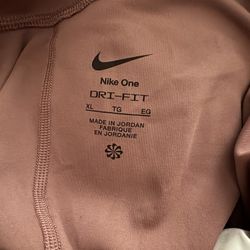 Nike One
DRI-FIT
XL TG EG
MADE IN JORDAN
FABRIQUÉ
EN JORDANIE